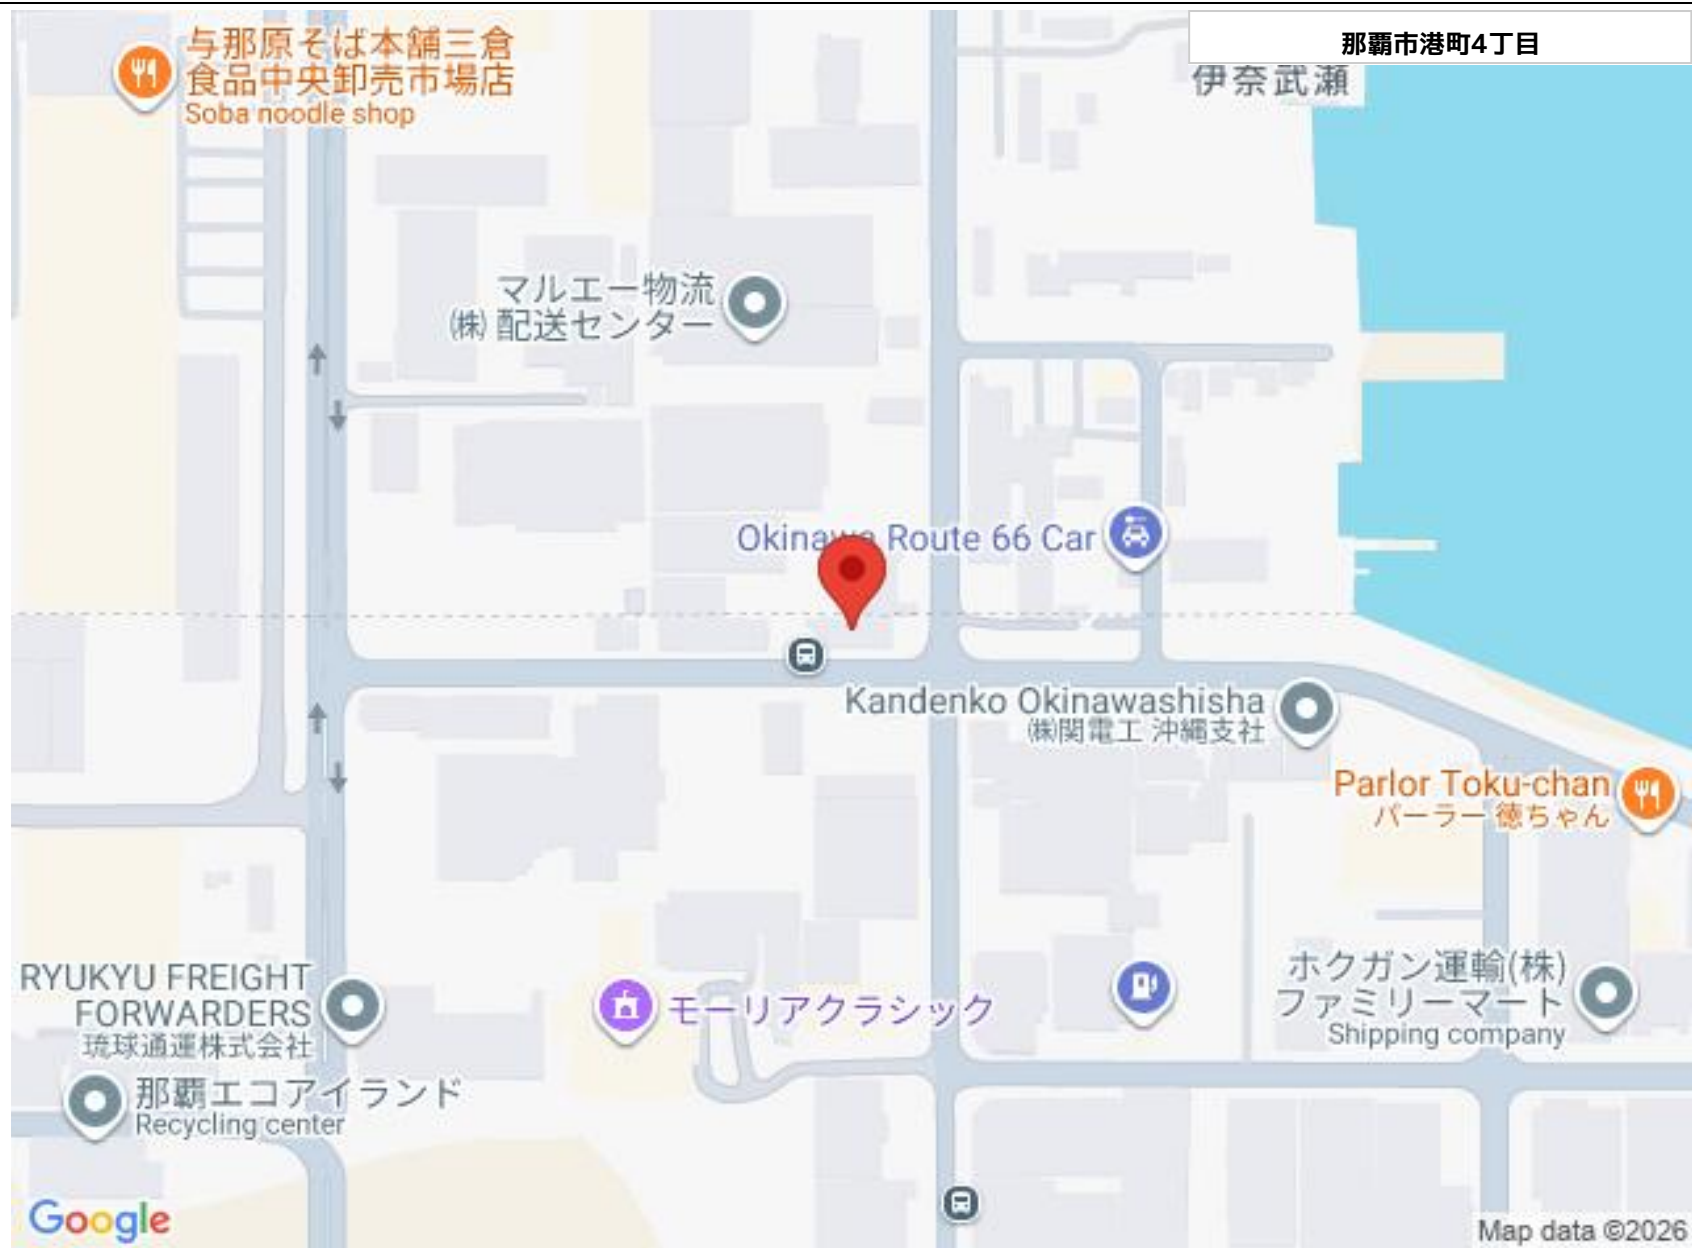 那覇市港町4丁目
与那原そば本舗三倉
食品中央卸売市場店
Soba noodle shop
伊奈武瀬
マルエー物流
㈱ 配送センター
Okinawa Route 66 Car
Kandenko Okinawashisha
㈱関電工 沖縄支社
Parlor Toku-chan
パーラー 徳ちゃん
RYUKYU FREIGHT
FORWARDERS
琉球通運株式会社
モーリアクラシック
ホクガン運輸(株)
ファミリーマート
Shipping company
那覇エコアイランド
Recycling center
Google
Map data ©2026